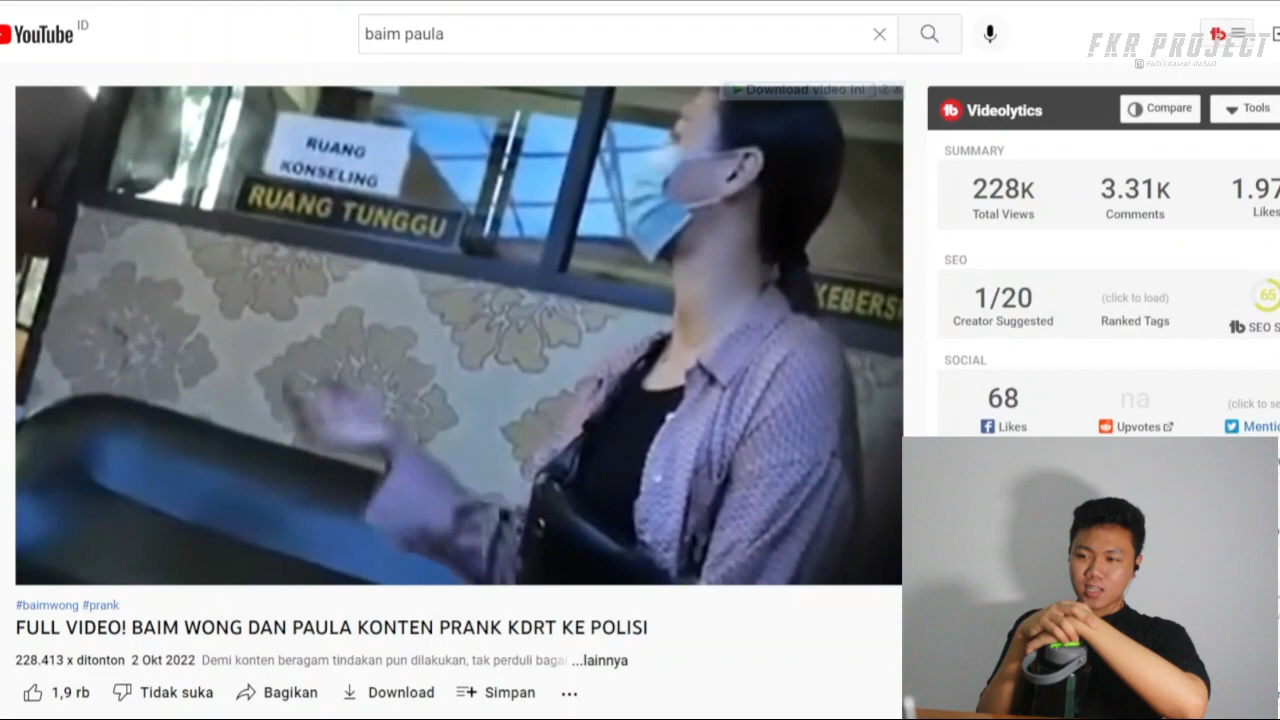 YouTube ID
baim paula
FKR PROJECT
Download video ini
RUANG
KONSELING
RUANG TUNGGU
KEBERS
Videolytics
Compare
Tools
SUMMARY
228K
3.31K
1.97
Total Views
Comments
Likes
SEO
1/20
(click to load)
65
Creator Suggested
Ranked Tags
SEO S
SOCIAL
68
na
(click to se
Likes
Upvotes
Mentic
#baimwong #prank
FULL VIDEO! BAIM WONG DAN PAULA KONTEN PRANK KDRT KE POLISI
228.413 x ditonton 2 Okt 2022 Demi konten beragam tindakan pun dilakukan, tak perduli bagai ...lainnya
1,9 rb Tidak suka Bagikan Download Simpan